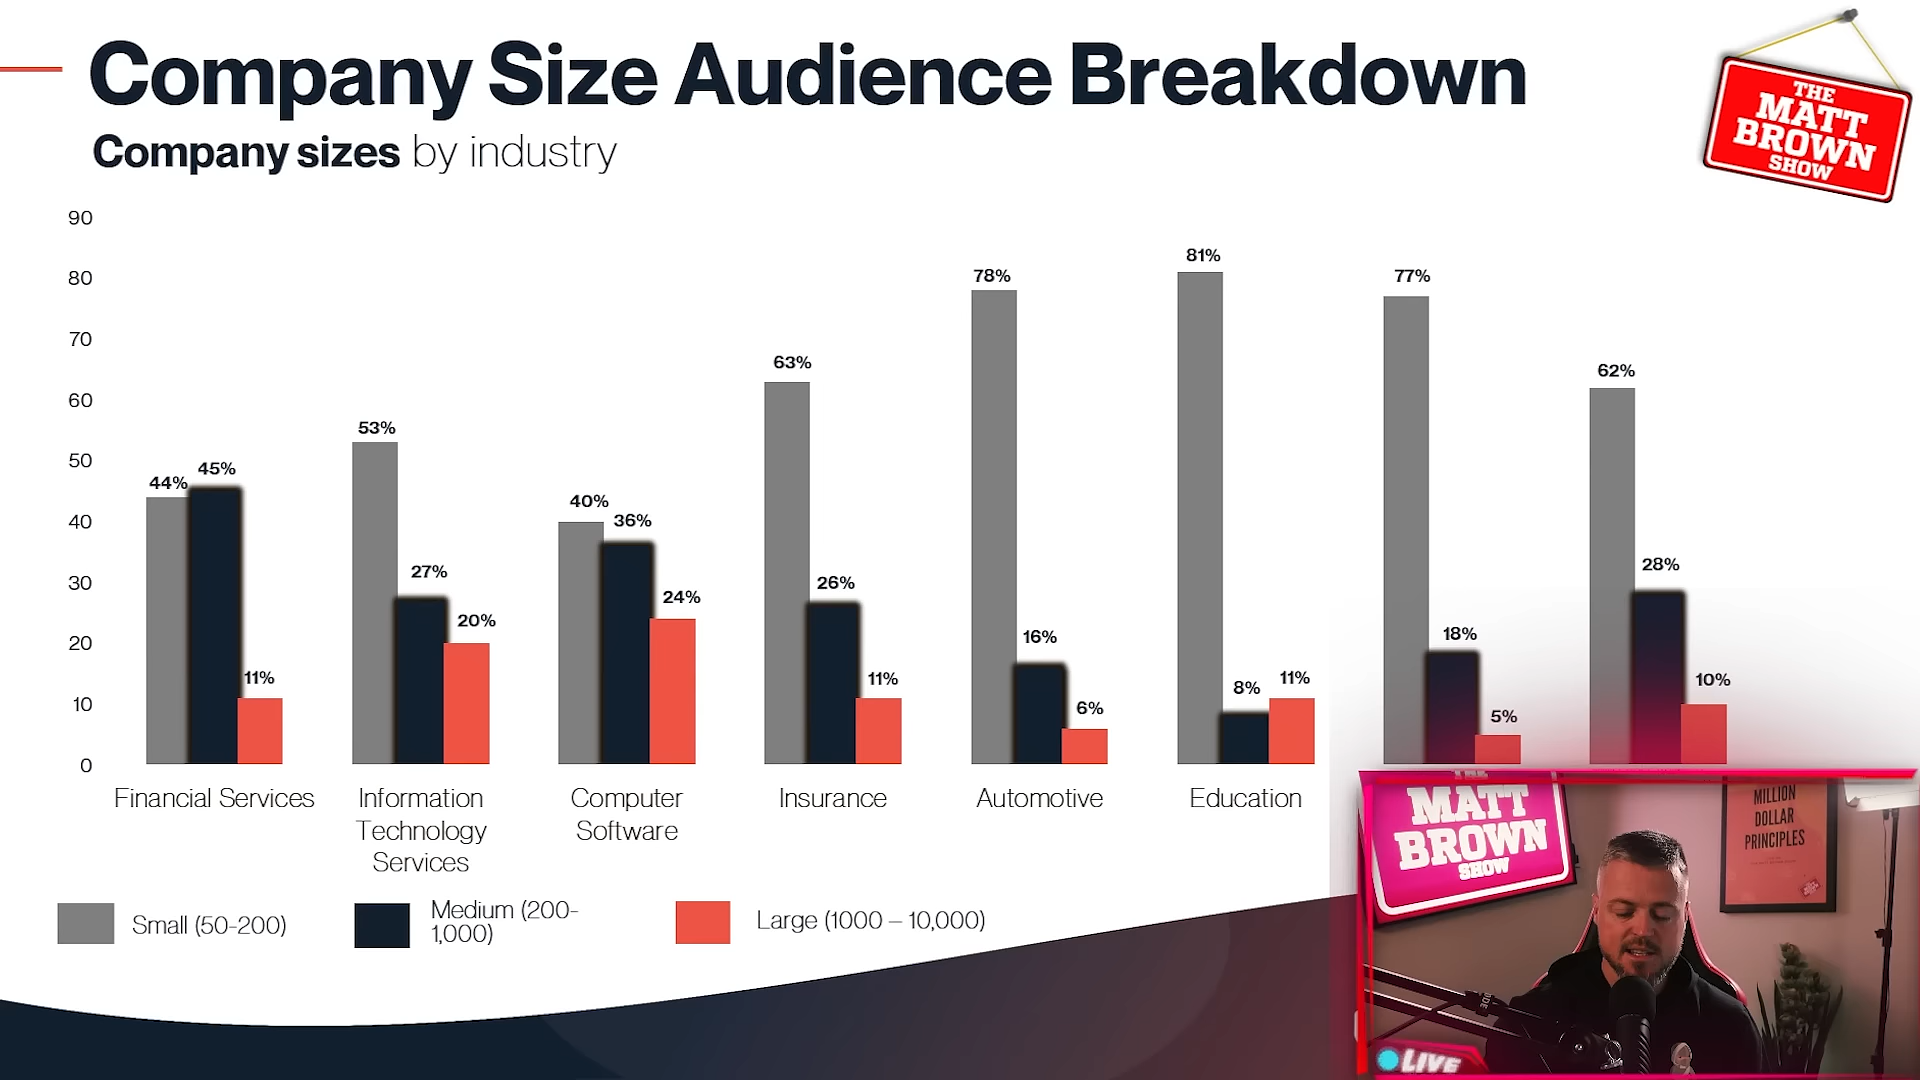 Company Size Audience Breakdown
Company sizes by industry
THE
MATT
BROWN
SHOW
90
80
70
60
50
40
30
20
10
0
44%
45%
11%
53%
27%
20%
40%
36%
24%
63%
26%
11%
78%
16%
6%
81%
8%
11%
77%
18%
5%
62%
28%
10%
Financial Services
Information
Technology
Services
Computer
Software
Insurance
Automotive
Education
Small (50-200)
Medium (200-
1,000)
Large (1000 – 10,000)
THE
MATT
BROWN
SHOW
MILLION
DOLLAR
PRINCIPLES
LIVE